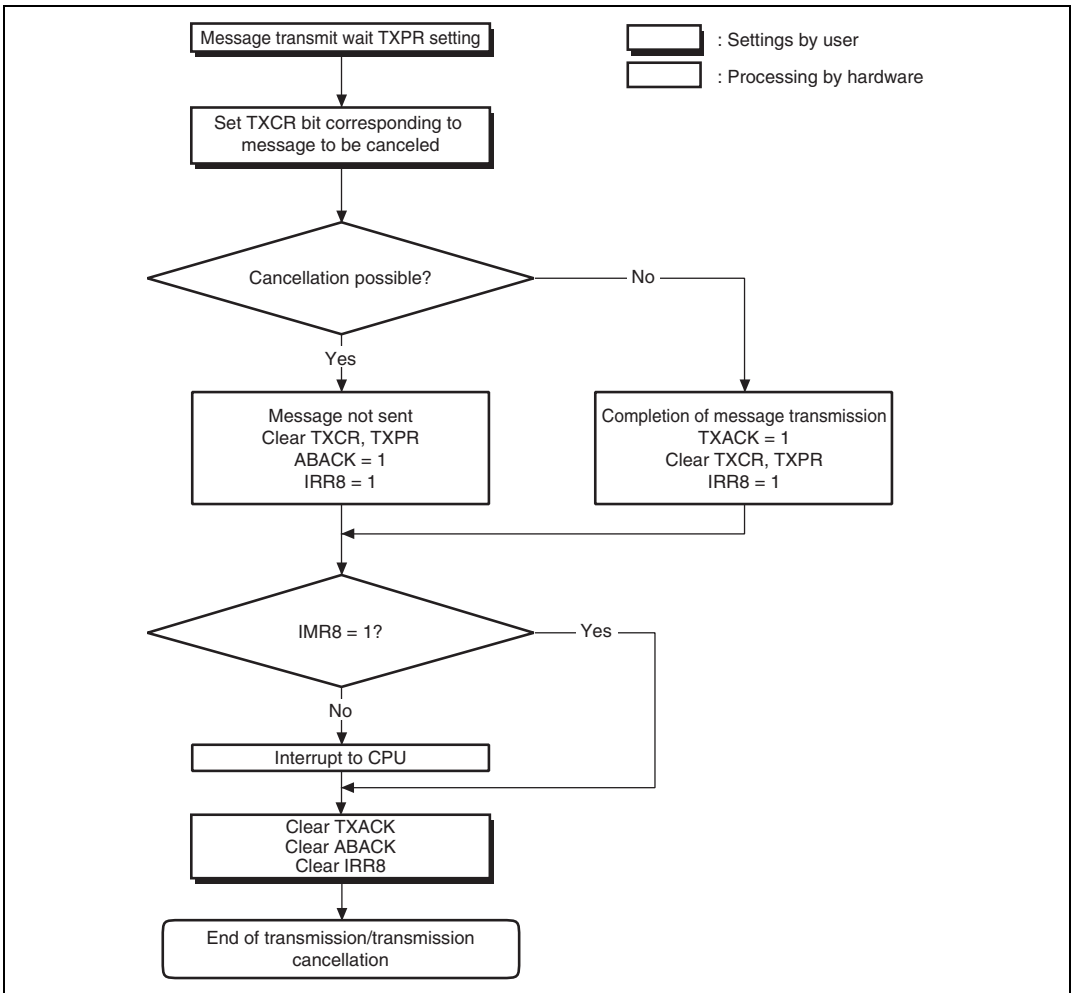 Message transmit wait TXPR setting
: Settings by user
: Processing by hardware
Set TXCR bit corresponding to
message to be canceled
Cancellation possible?
No
Yes
Message not sent
Clear TXCR, TXPR
ABACK = 1
IRR8 = 1
Completion of message transmission
TXACK = 1
Clear TXCR, TXPR
IRR8 = 1
IMR8 = 1?
Yes
No
Interrupt to CPU
Clear TXACK
Clear ABACK
Clear IRR8
End of transmission/transmission
cancellation